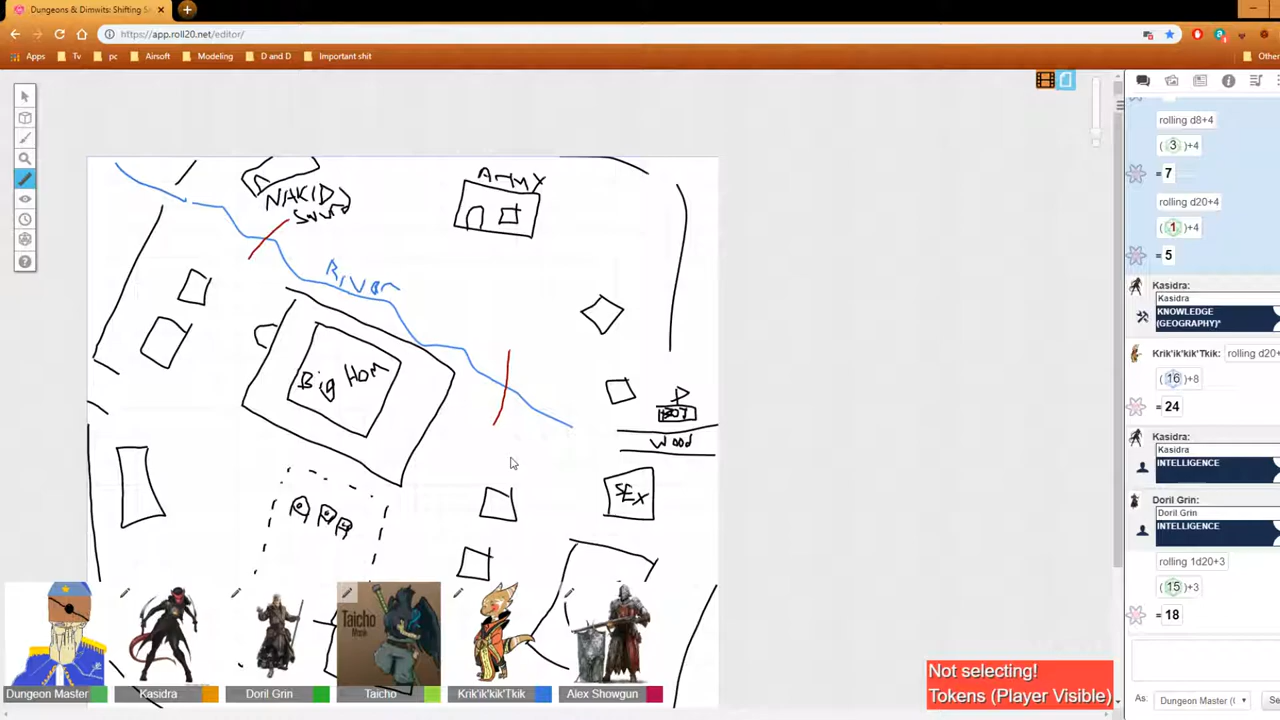 Dungeons & Dimwits: Shifting S
https://app.roll20.net/editor/
Apps
Tv
pc
Airsoft
Modeling
D and D
Important shit
Other
NAKID
ARMY
River
Big Hom
P
Wood
SEX
rolling d8+4
(3)+4
= 7
rolling d20+4
(1)+4
= 5
Kasidra:
Kasidra
KNOWLEDGE
(GEOGRAPHY)*
Krik'ik'kik'Tkik: rolling d20+
(16)+8
= 24
Kasidra:
Kasidra
INTELLIGENCE
Doril Grin:
Doril Grin
INTELLIGENCE
rolling 1d20+3
(15)+3
= 18
Taicho
Monk
Dungeon Master
Kasidra
Doril Grin
Taicho
Krik'ik'kik'Tkik
Alex Showgun
Not selecting!
Tokens (Player Visible)
As:
Dungeon Master (
Se